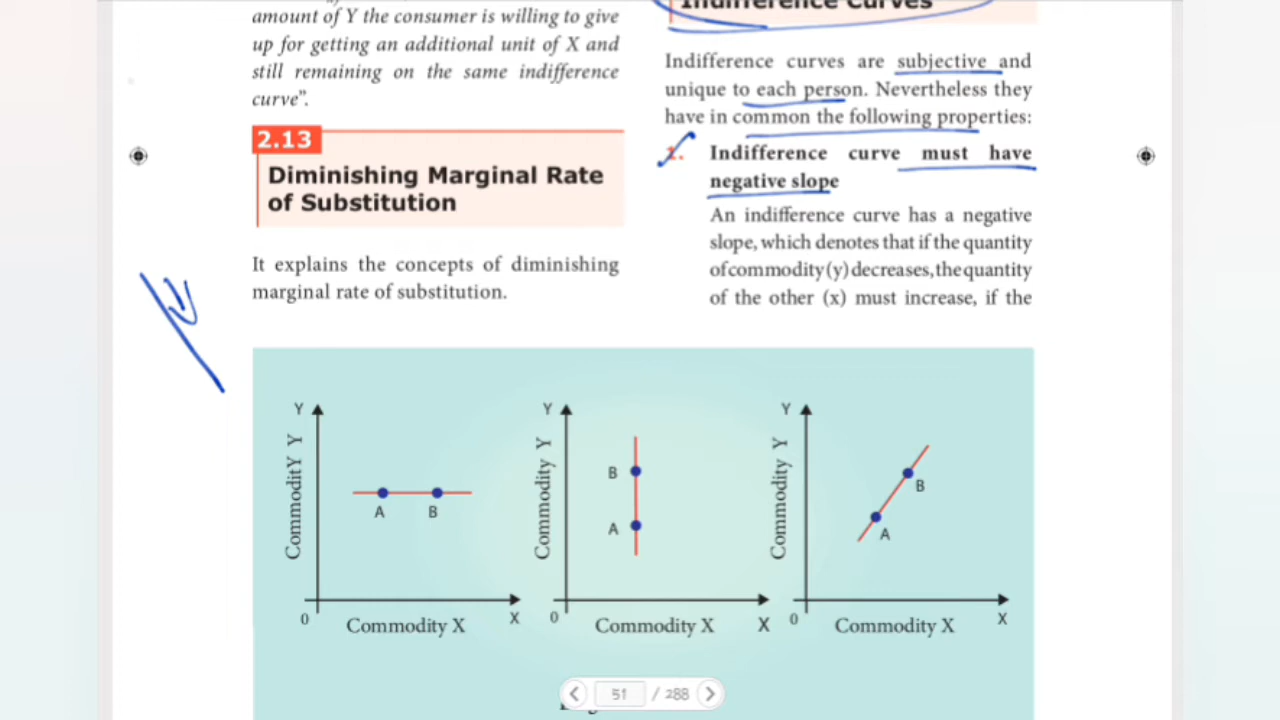 amount of Y the consumer is willing to give
up for getting an additional unit of X and
still remaining on the same indifference
curve”.
2.13
Diminishing Marginal Rate
of Substitution
It explains the concepts of diminishing
marginal rate of substitution.
Indifference Curves
Indifference curves are subjective and
unique to each person. Nevertheless they
have in common the following properties:
1. Indifference curve must have
negative slope
An indifference curve has a negative
slope, which denotes that if the quantity
of commodity (y) decreases, the quantity
of the other (x) must increase, if the
Y
CommoditY Y
A
B
0
Commodity X
X
Y
Commodity Y
B
A
0
Commodity X
X
Y
Commodity Y
B
A
0
Commodity X
X
51 / 288